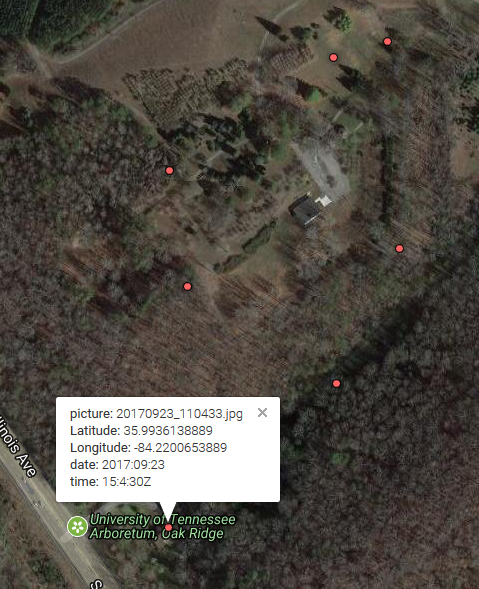 picture: 20170923_110433.jpg
Latitude: 35.9936138889
Longitude: -84.2200653889
date: 2017:09:23
time: 15:4:30Z
University of Tennessee
Arboretum, Oak Ridge
llinois Ave
S